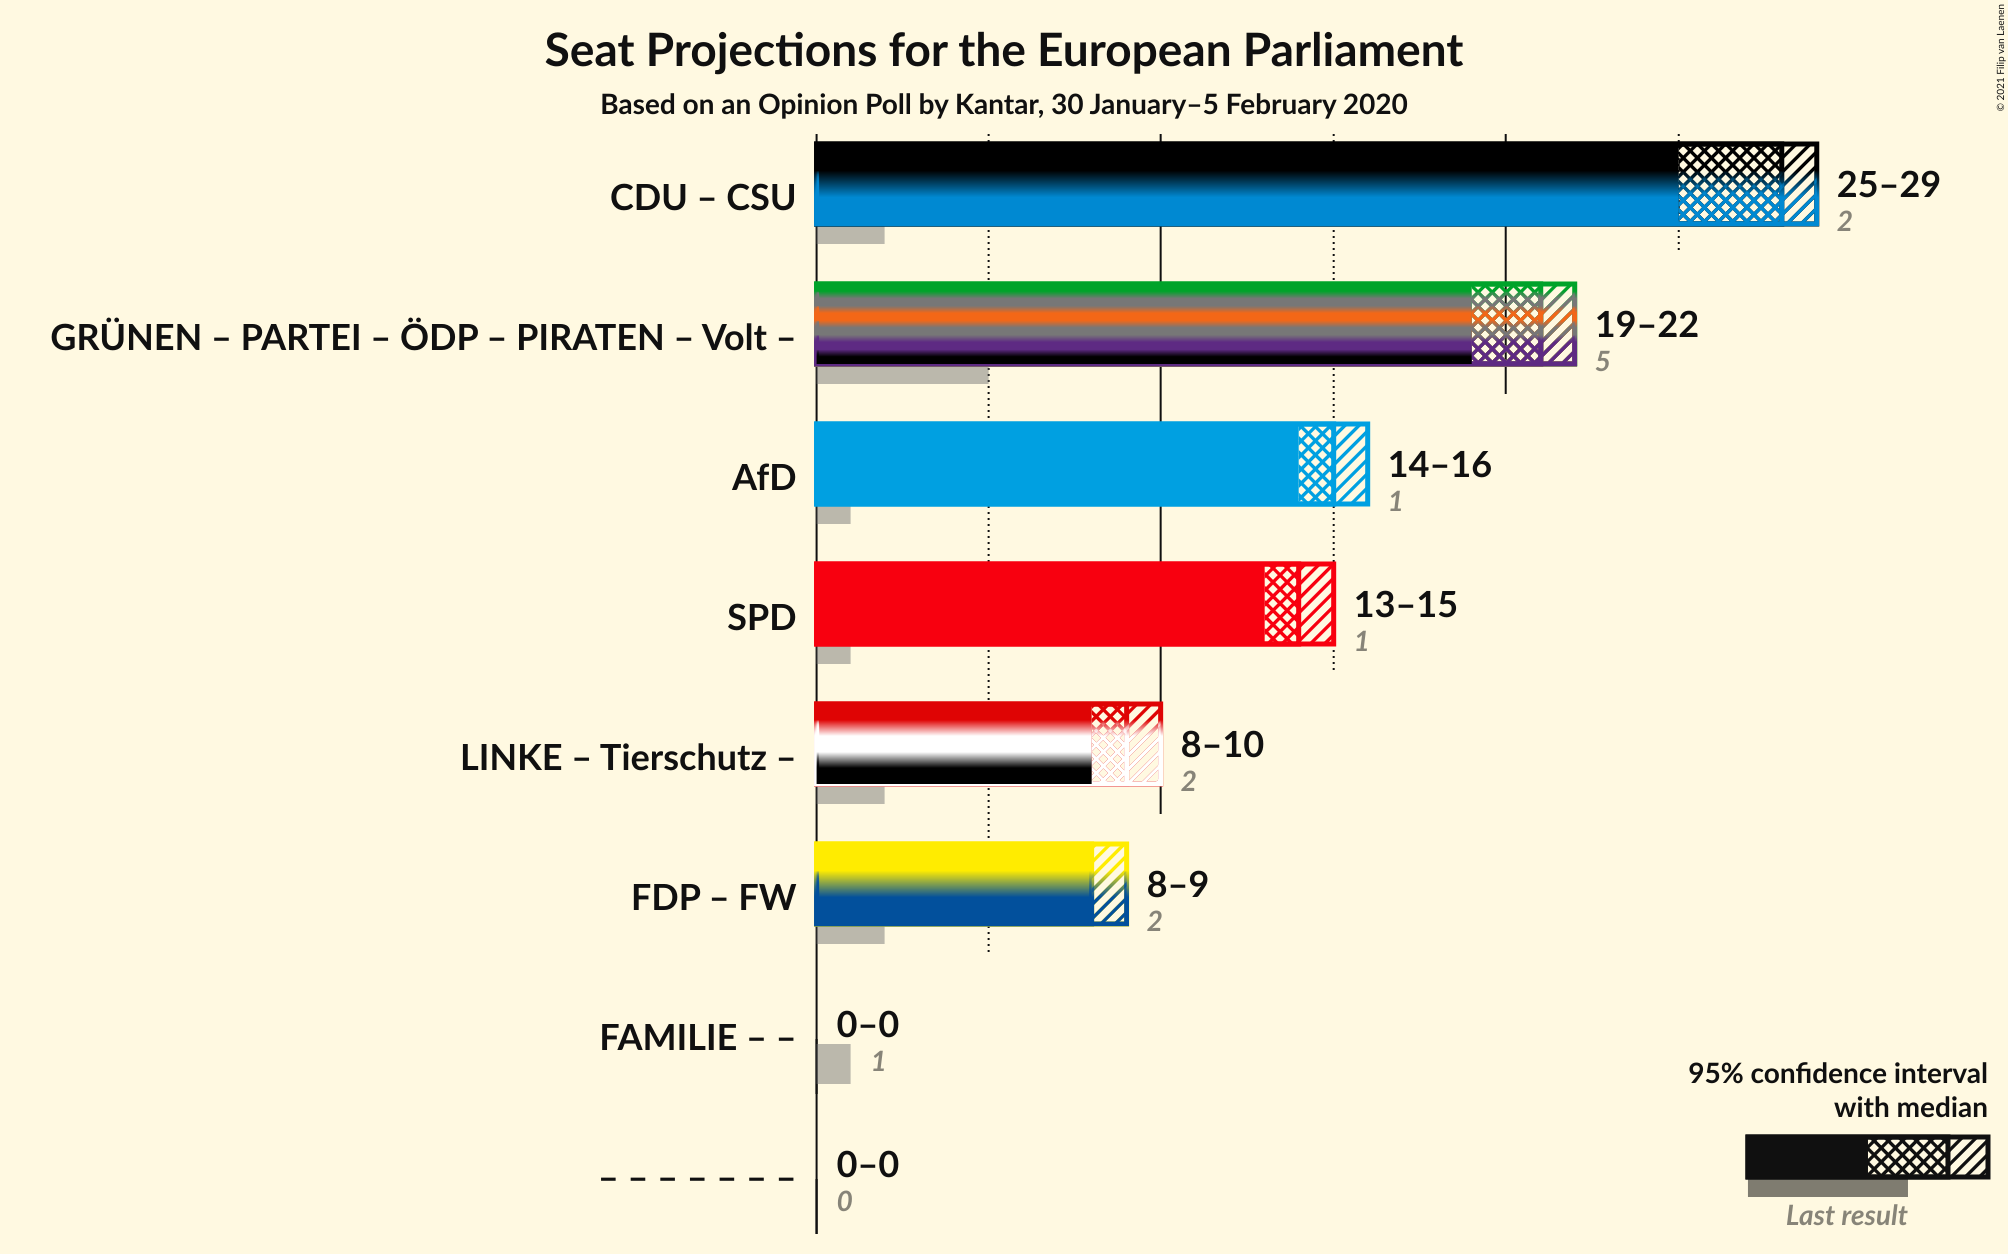 Seat Projections for the European Parliament
Based on an Opinion Poll by Kantar, 30 January–5 February 2020
© 2021 Filip van Laenen
CDU – CSU
25–29
2
GRÜNEN – PARTEI – ÖDP – PIRATEN – Volt –
19–22
5
AfD
14–16
1
SPD
13–15
1
LINKE – Tierschutz –
8–10
2
FDP – FW
8–9
2
FAMILIE – –
0–0
1
– – – – – – –
0–0
0
95% confidence interval
with median
Last result